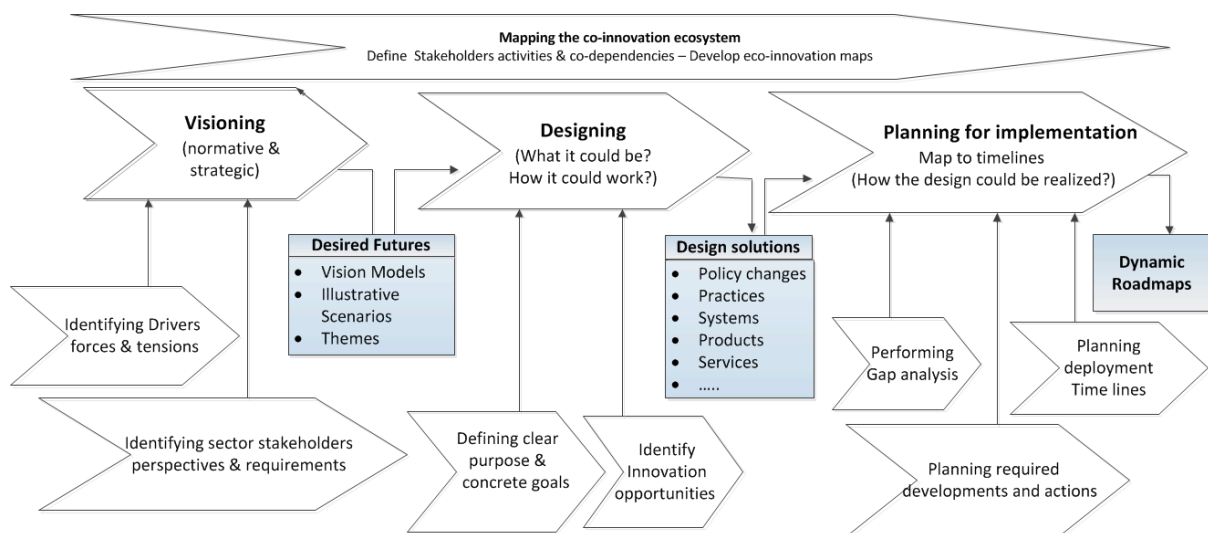 Mapping the co-innovation ecosystem
Define Stakeholders activities & co-dependencies – Develop eco-innovation maps
Visioning
(normative &
strategic)
Designing
(What it could be?
How it could work?)
Planning for implementation
Map to timelines
(How the design could be realized?)
Desired Futures
• Vision Models
• Illustrative
Scenarios
• Themes
Design solutions
• Policy changes
• Practices
• Systems
• Products
• Services
• .....
Dynamic
Roadmaps
Identifying Drivers
forces & tensions
Identifying sector stakeholders
perspectives & requirements
Defining clear
purpose &
concrete goals
Identify
Innovation
opportunities
Performing
Gap analysis
Planning required
developments and actions
Planning
deployment
Time lines